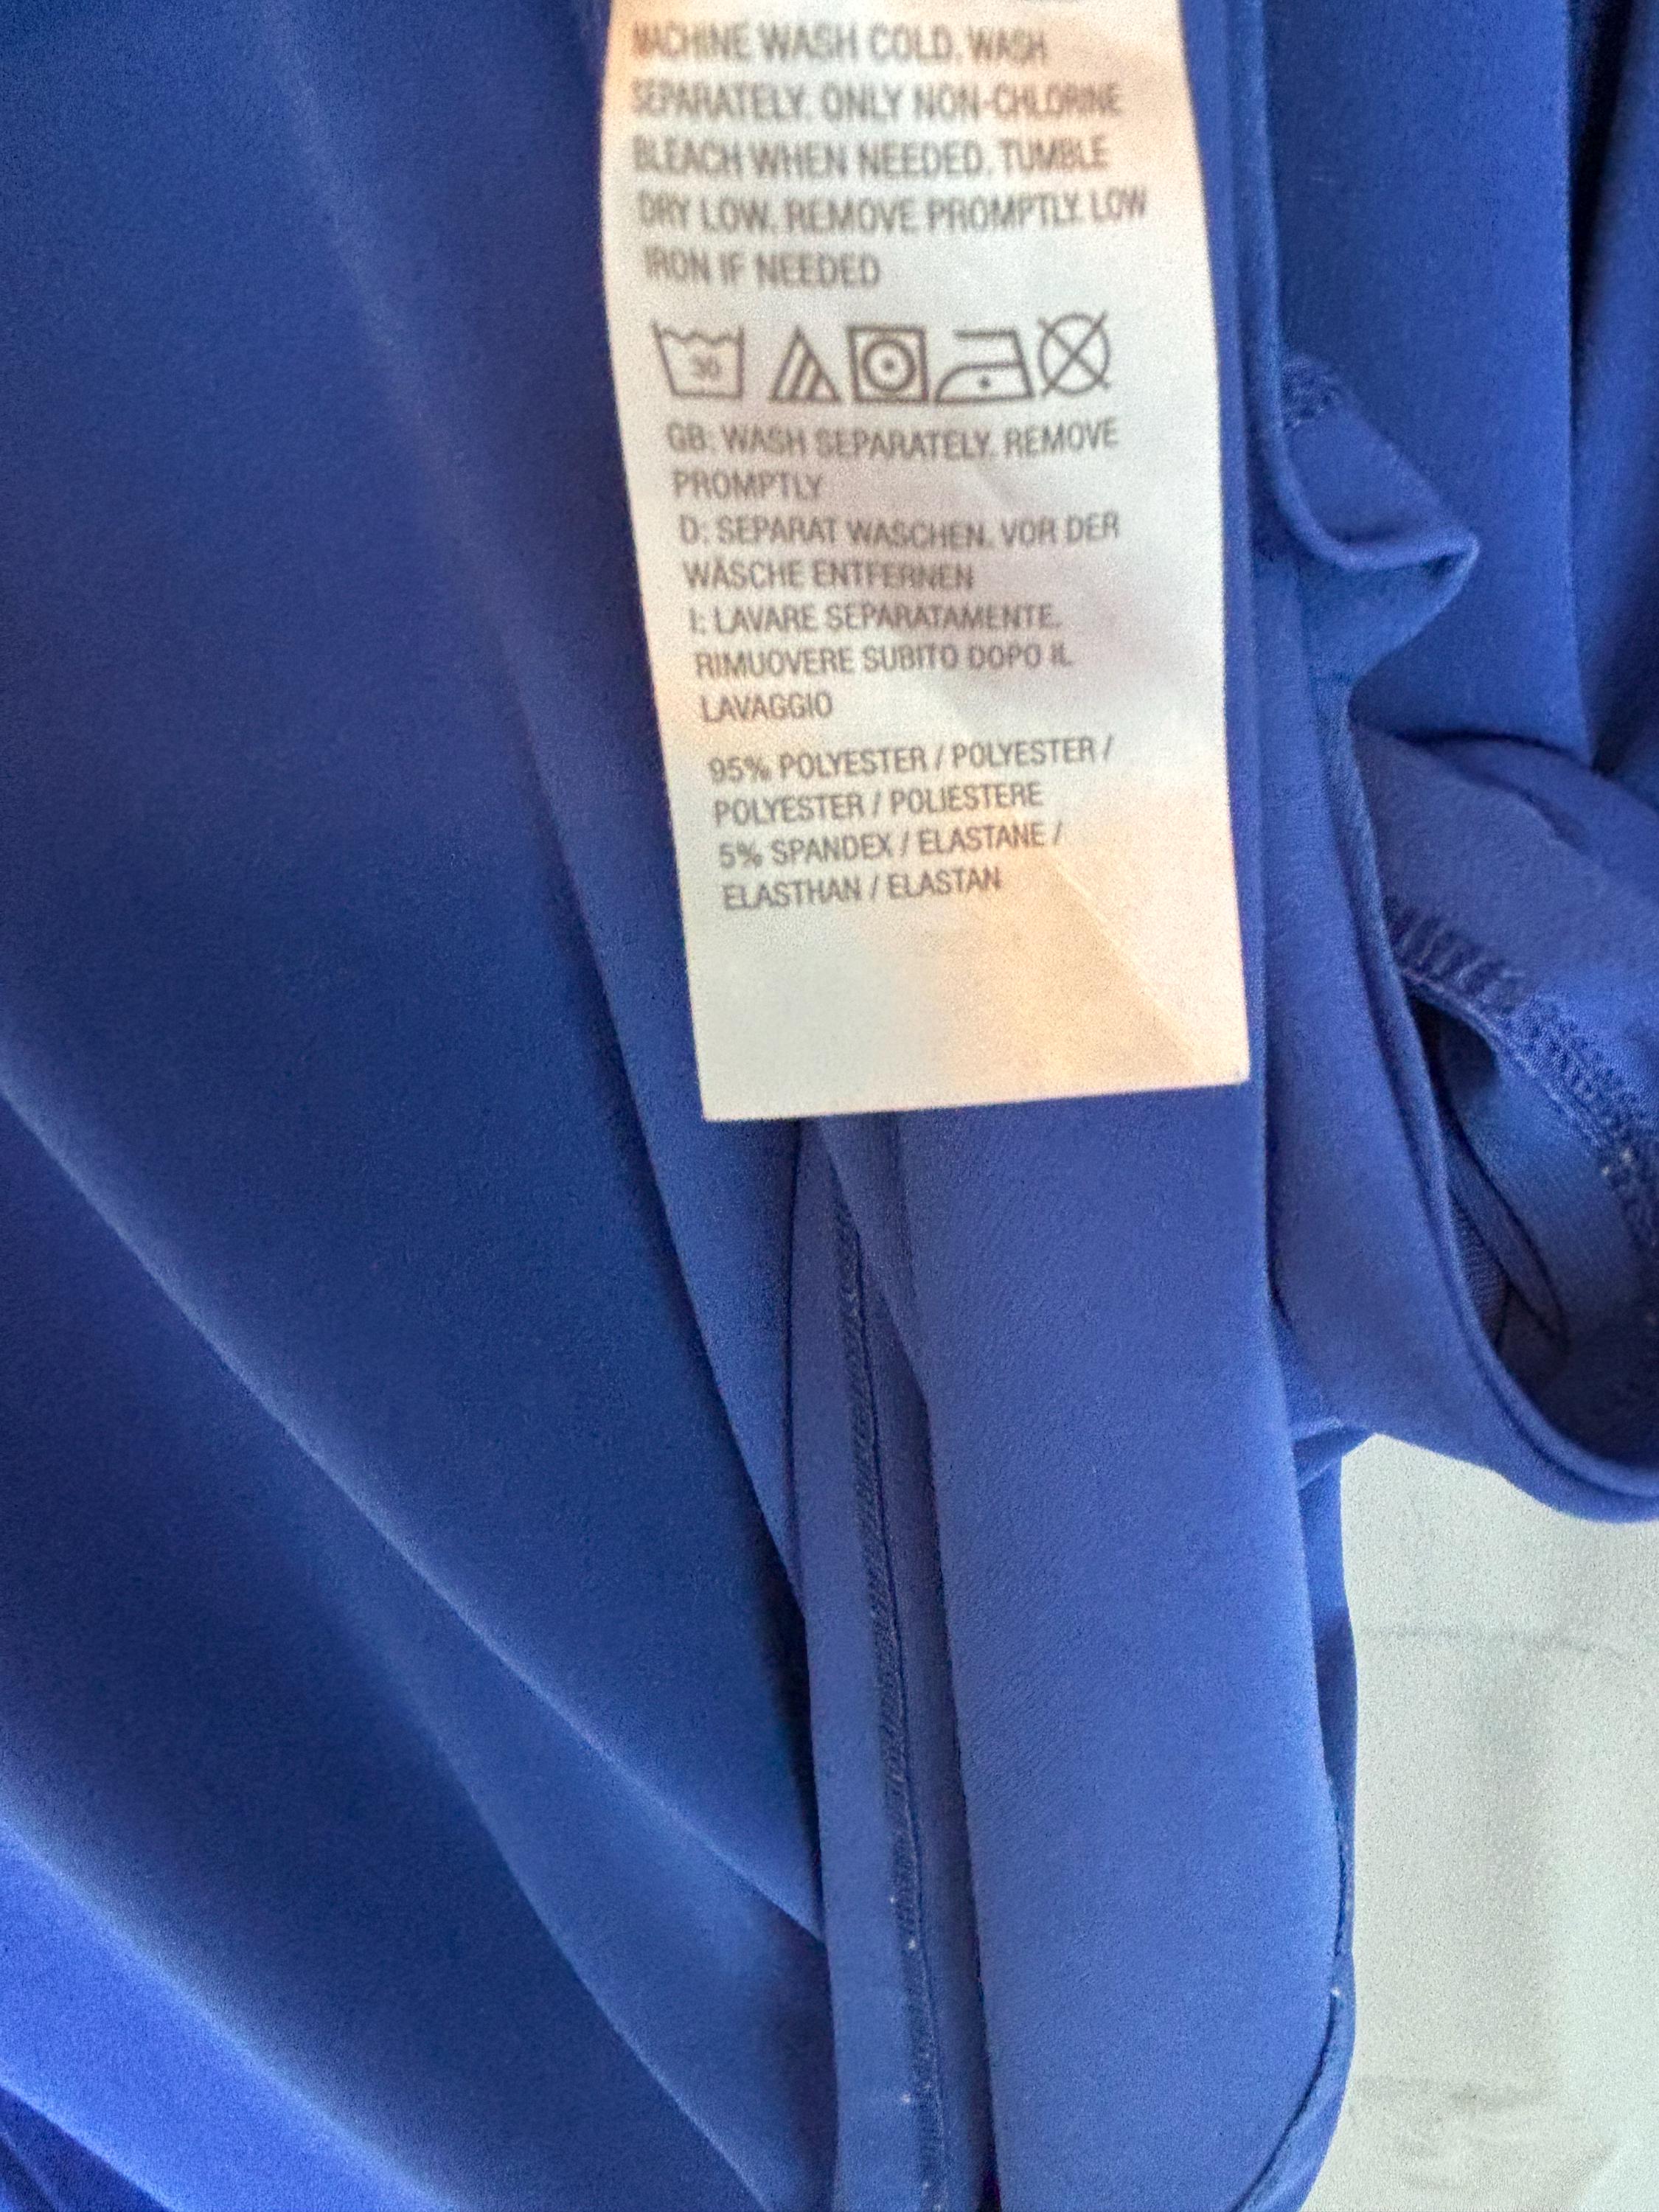 MACHINE WASH COLD. WASH
SEPARATELY. ONLY NON-CHLORINE
BLEACH WHEN NEEDED. TUMBLE
DRY LOW. REMOVE PROMPTLY. LOW
IRON IF NEEDED
30
GB: WASH SEPARATELY. REMOVE
PROMPTLY
D: SEPARAT WASCHEN. VOR DER
WÄSCHE ENTFERNEN
I: LAVARE SEPARATAMENTE.
RIMUOVERE SUBITO DOPO IL
LAVAGGIO
95% POLYESTER / POLYESTER /
POLYESTER / POLIESTERE
5% SPANDEX / ELASTANE /
ELASTHAN / ELASTAN